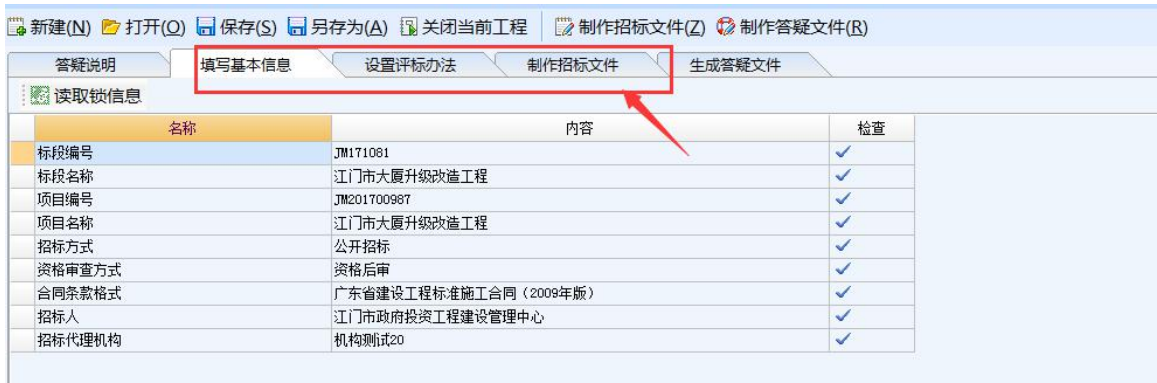 新建(N) 打开(O) 保存(S) 另存为(A) 关闭当前工程 制作招标文件(Z) 制作答疑文件(R)
答疑说明 填写基本信息 设置评标办法 制作招标文件 生成答疑文件
读取锁信息
名称 内容 检查
标段编号 JM171081
标段名称 江门市大厦升级改造工程
项目编号 JM201700987
项目名称 江门市大厦升级改造工程
招标方式 公开招标
资格审查方式 资格后审
合同条款格式 广东省建设工程标准施工合同（2009年版）
招标人 江门市政府投资工程建设管理中心
招标代理机构 机构测试20